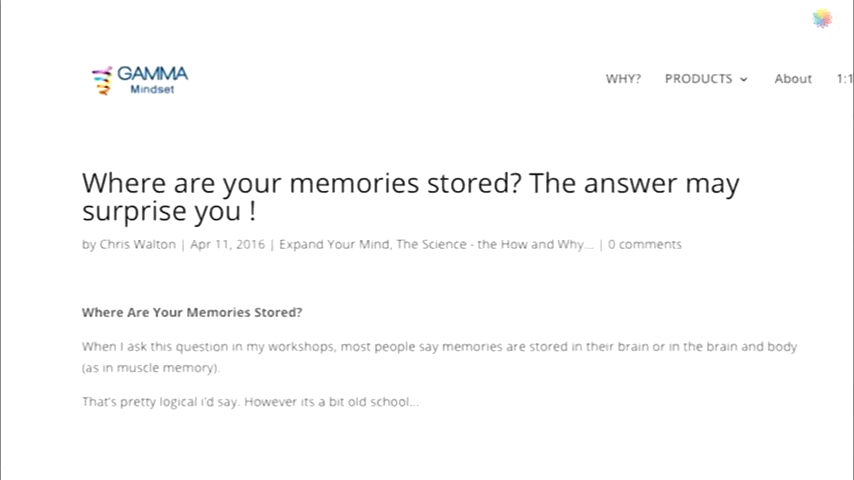 GAMMA
Mindset
WHY? PRODUCTS About 1:1
Where are your memories stored? The answer may
surprise you !
by Chris Walton | Apr 11, 2016 | Expand Your Mind, The Science - the How and Why... | 0 comments
Where Are Your Memories Stored?
When I ask this question in my workshops, most people say memories are stored in their brain or in the brain and body
(as in muscle memory).
That's pretty logical i'd say. However its a bit old school...